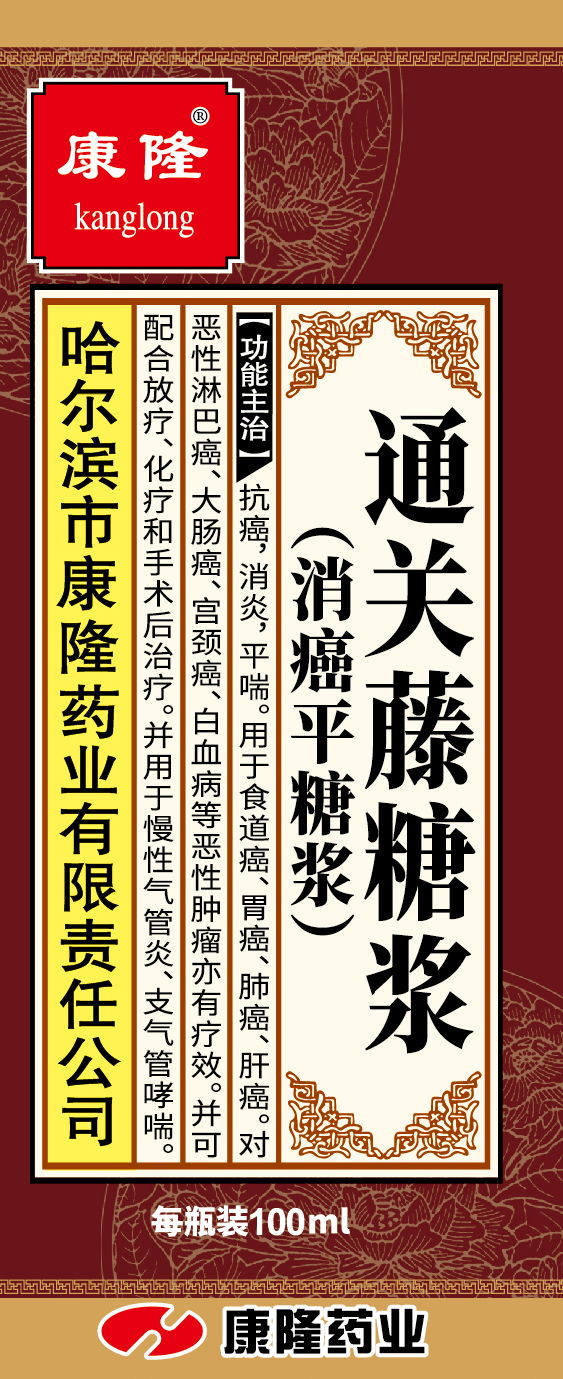 康隆®
kanglong
通关藤糖浆
（消癌平糖浆）
【功能主治】抗癌，消炎，平喘。用于食道癌、胃癌、肺癌、肝癌。对
恶性淋巴癌、大肠癌、宫颈癌、白血病等恶性肿瘤亦有疗效。并可
配合放疗、化疗和手术后治疗。并用于慢性气管炎、支气管哮喘。
哈尔滨市康隆药业有限责任公司
每瓶装100ml
康隆药业